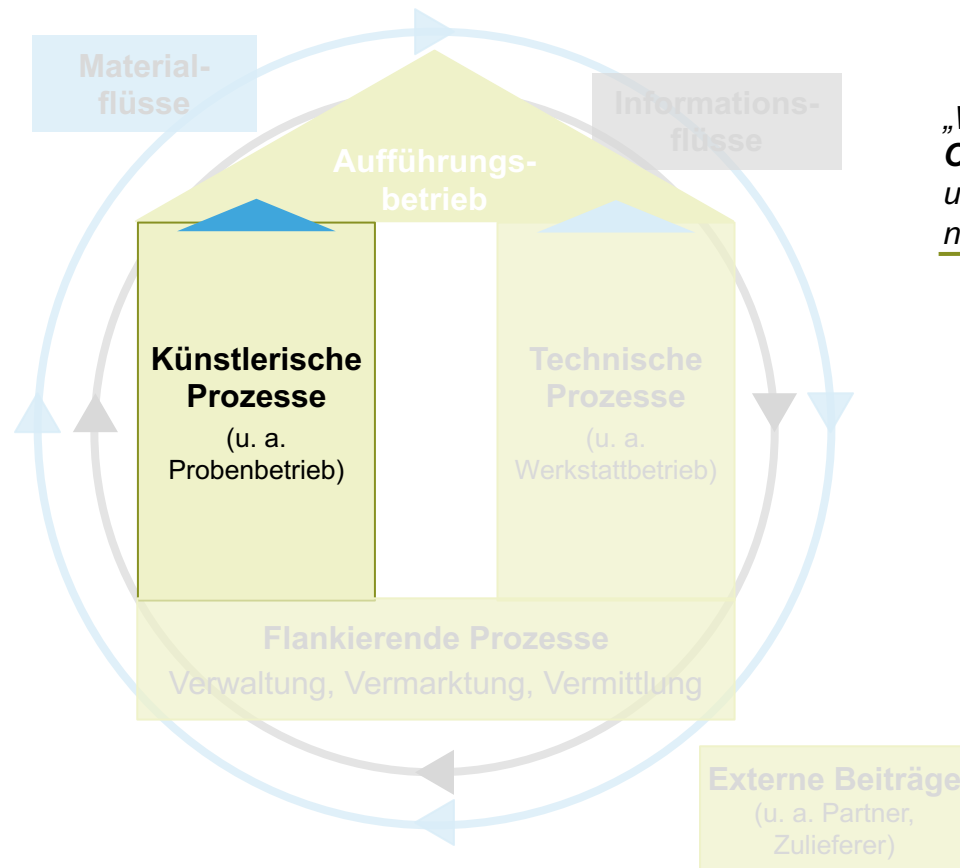 Material-
flüsse
Informations-
flüsse
Aufführungs-
betrieb
Künstlerische
Prozesse
(u. a.
Probenbetrieb)
Technische
Prozesse
(u. a.
Werkstattbetrieb)
Flankierende Prozesse
Verwaltung, Vermarktung, Vermittlung
Externe Beiträge
(u. a. Partner,
Zulieferer)